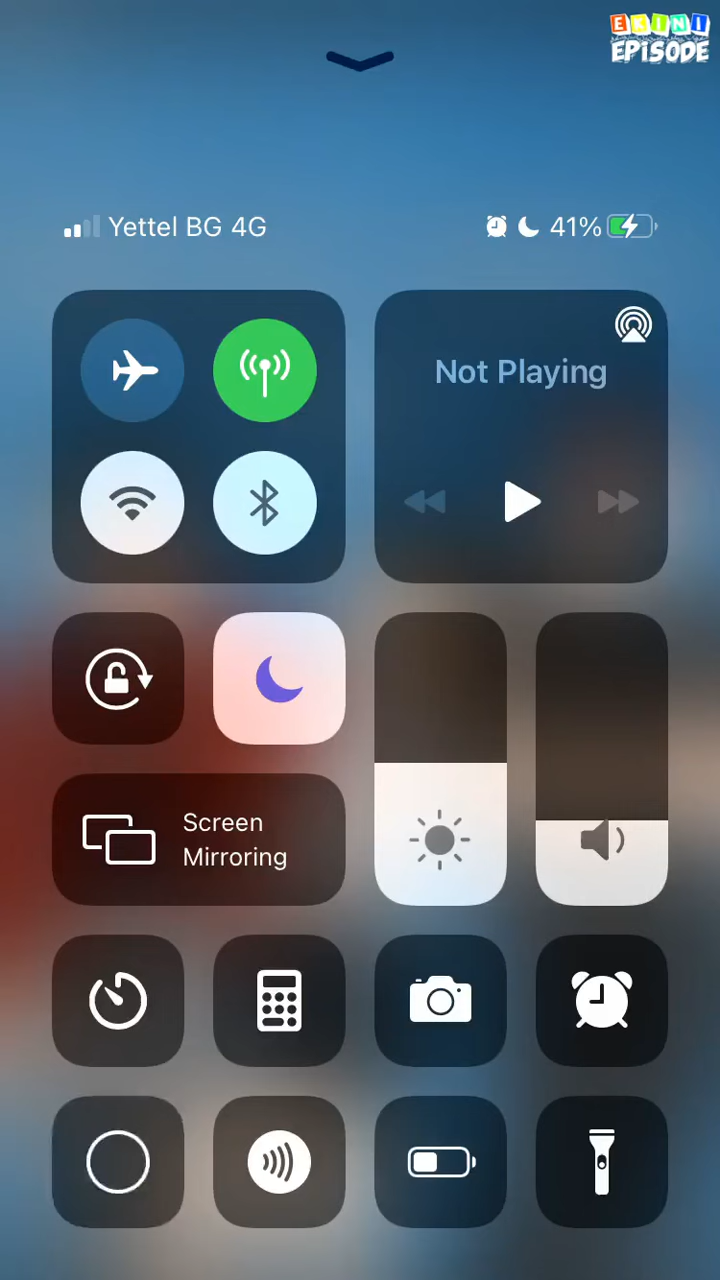 EKINI
EPISODE
Yettel BG 4G
41%
Not Playing
Screen
Mirroring